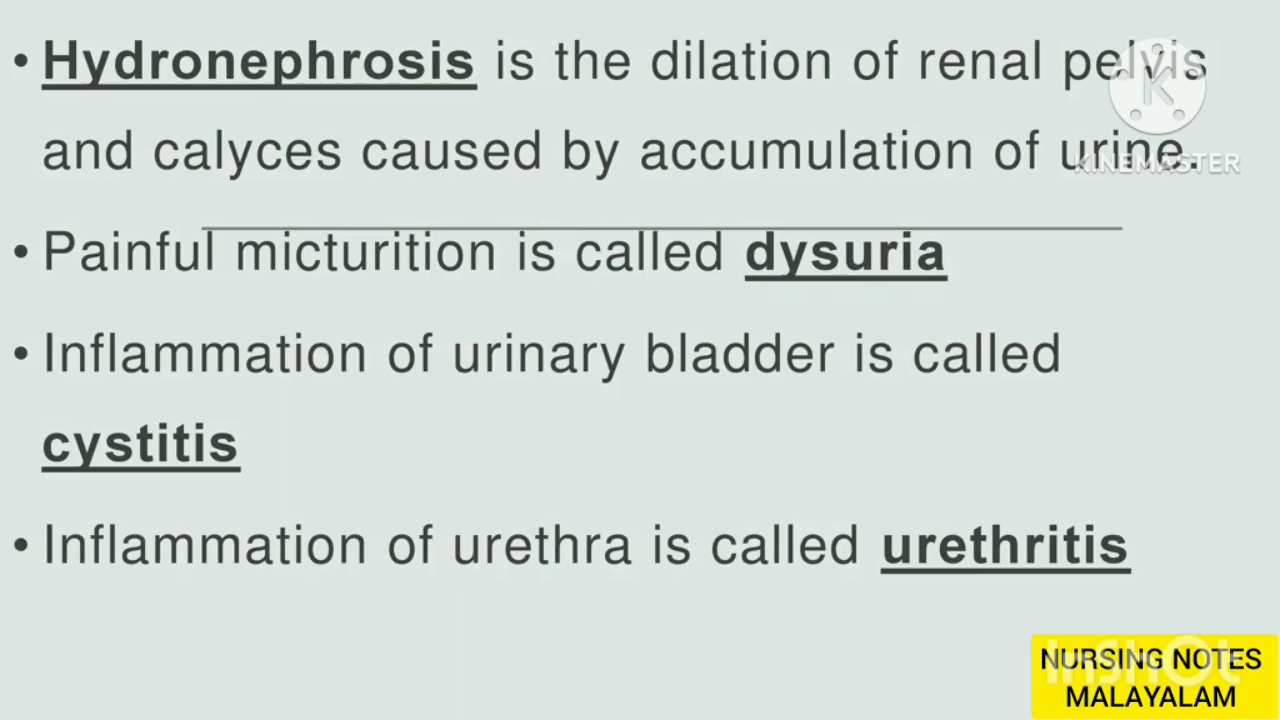 • Hydronephrosis is the dilation of renal pelvis
and calyces caused by accumulation of urine.
• Painful micturition is called dysuria
• Inflammation of urinary bladder is called
cystitis
• Inflammation of urethra is called urethritis
K
KINEMASTER
InShOt
NURSING NOTES
MALAYALAM